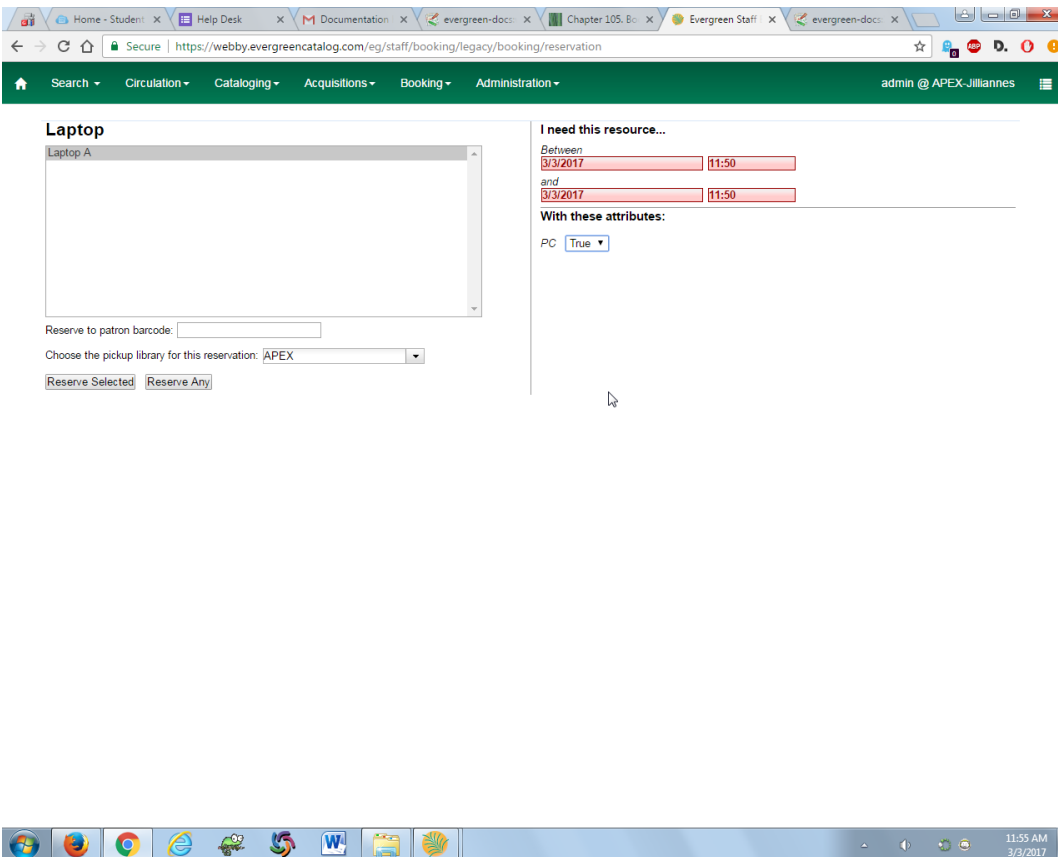 Home - Student
Help Desk
Documentation
evergreen-docs
Chapter 105. Bo
Evergreen Staff
evergreen-docs
Secure | https://webby.evergreencatalog.com/eg/staff/booking/legacy/booking/reservation
0
ABP
D.
Search Circulation Cataloging Acquisitions Booking Administration admin @ APEX-Jilliannes
Laptop
Laptop A
Reserve to patron barcode:
Choose the pickup library for this reservation: APEX
Reserve Selected Reserve Any
I need this resource...
Between
3/3/2017 11:50
and
3/3/2017 11:50
With these attributes:
PC True
W
11:55 AM
3/3/2017